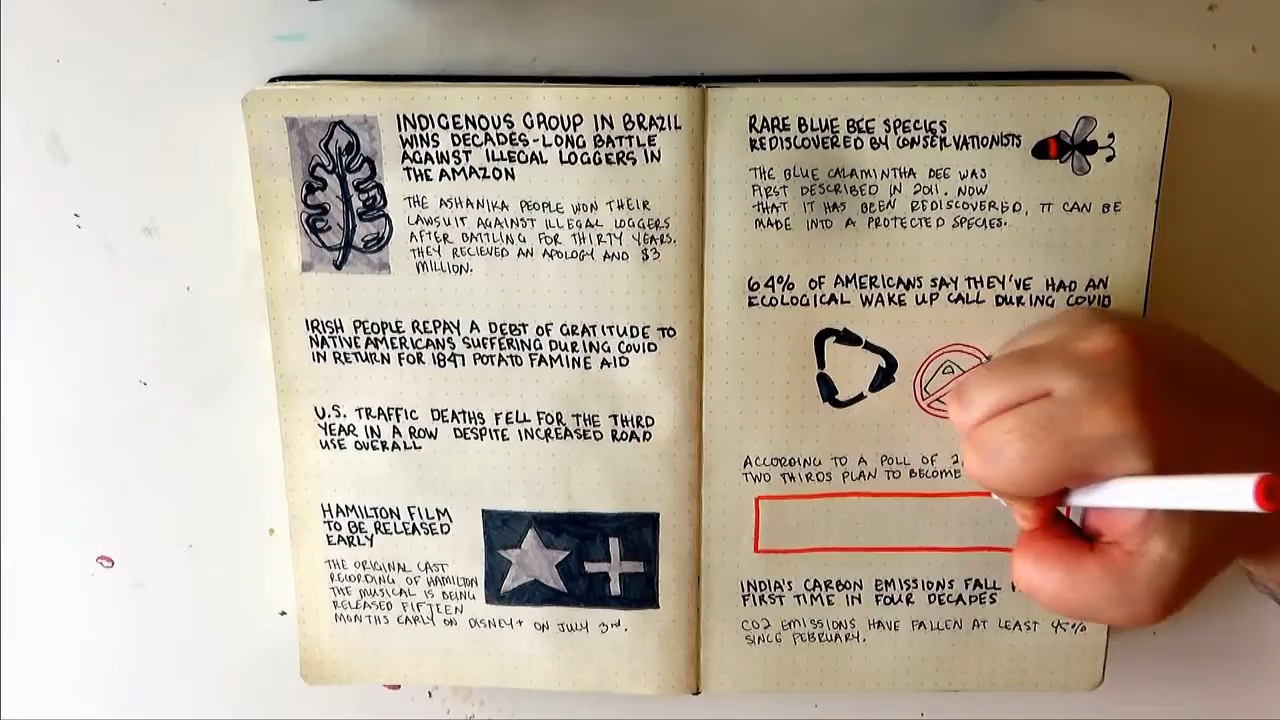 INDIGENOUS GROUP IN BRAZIL
WINS DECADES-LONG BATTLE
AGAINST ILLEGAL LOGGERS IN
THE AMAZON
THE ASHANIKA PEOPLE WON THEIR
LAWSUIT AGAINST ILLEGAL LOGGERS
AFTER BATTLING FOR THIRTY YEARS.
THEY RECIEVED AN APOLOGY AND $3
MILLION.
IRISH PEOPLE REPAY A DEBT OF GRATITUDE TO
NATIVE AMERICANS SUFFERING DURING COVID
IN RETURN FOR 1847 POTATO FAMINE AID
U.S. TRAFFIC DEATHS FELL FOR THE THIRD
YEAR IN A ROW DESPITE INCREASED ROAD
USE OVERALL
HAMILTON FILM
TO BE RELEASED
EARLY
THE ORIGINAL CAST
RECORDING OF HAMILTON
THE MUSICAL IS BEING
RELEASED FIFTEEN
MONTHS EARLY ON DISNEY+ ON JULY 3rd.
RARE BLUE BEE SPECIES
REDISCOVERED BY CONSERVATIONISTS
THE BLUE CALAMINTHA BEE WAS
FIRST DESCRIBED IN 2011. NOW
THAT IT HAS BEEN REDISCOVERED, IT CAN BE
MADE INTO A PROTECTED SPECIES.
64% OF AMERICANS SAY THEY'VE HAD AN
ECOLOGICAL WAKE UP CALL DURING COVID
ACCORDING TO A POLL OF 2,
TWO THIRDS PLAN TO BECOME
INDIA'S CARBON EMISSIONS FALL
FIRST TIME IN FOUR DECADES
CO2 EMISSIONS HAVE FALLEN AT LEAST 45%
SINCE FEBRUARY.